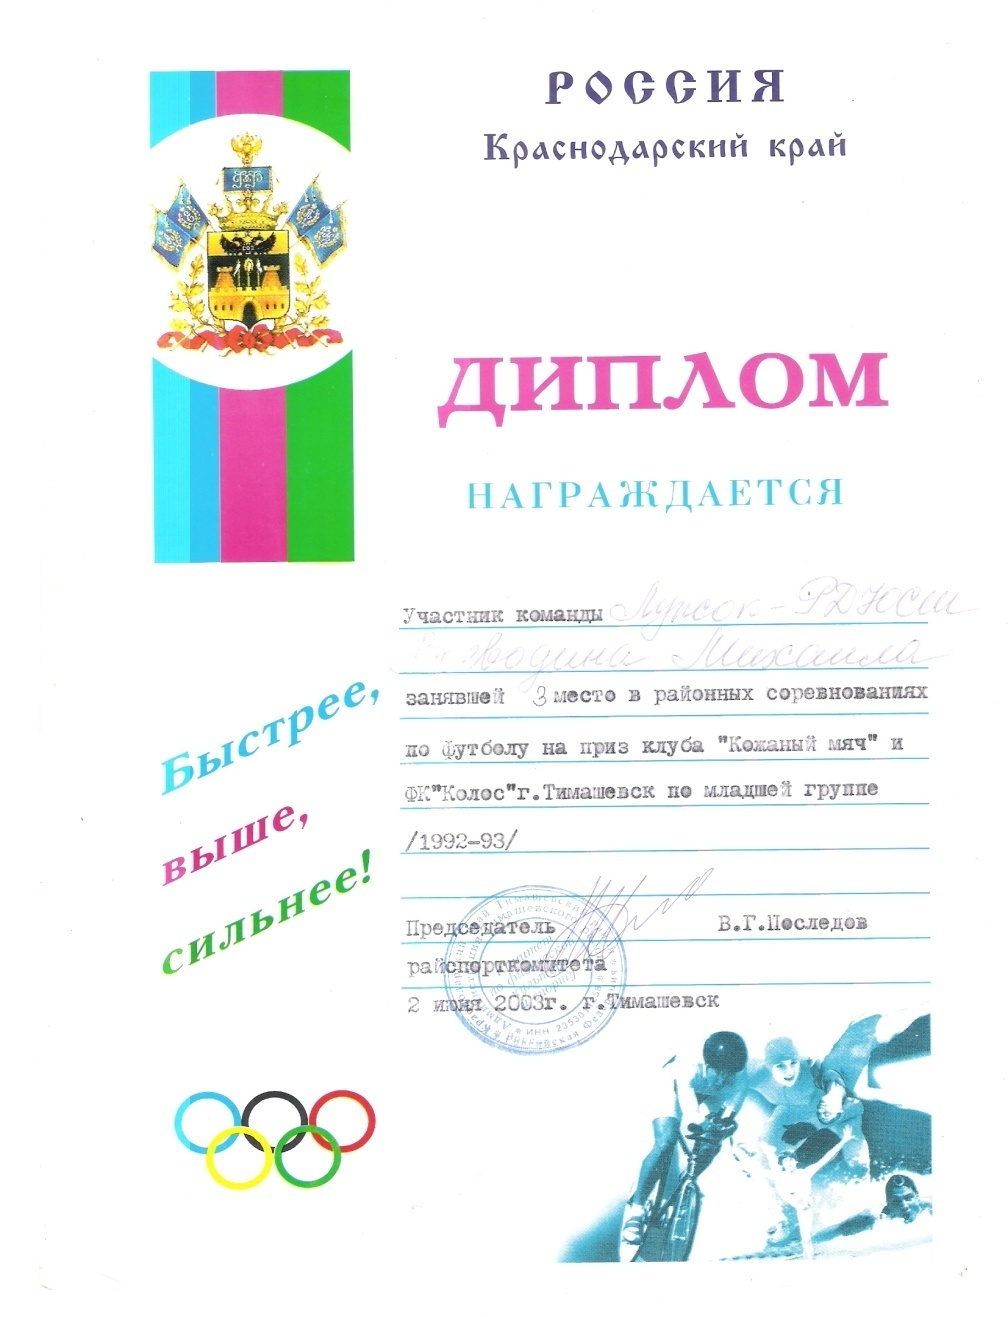 РОССИЯ
Краснодарский край
ДИПЛОМ
НАГРАЖДАЕТСЯ
Участник команды Лужок - РДЮСШ
Михаила
занявшей 3 место в районных соревнованиях
по футболу на приз клуба "Кожаный мяч" и
ФК"Колос"г.Тимашевск по младшей группе
/1992-93/
Председатель В.Г.Последов
райспорткомитета
2 июня 2003г. г.Тимашевск
Быстрее,
выше,
сильнее!